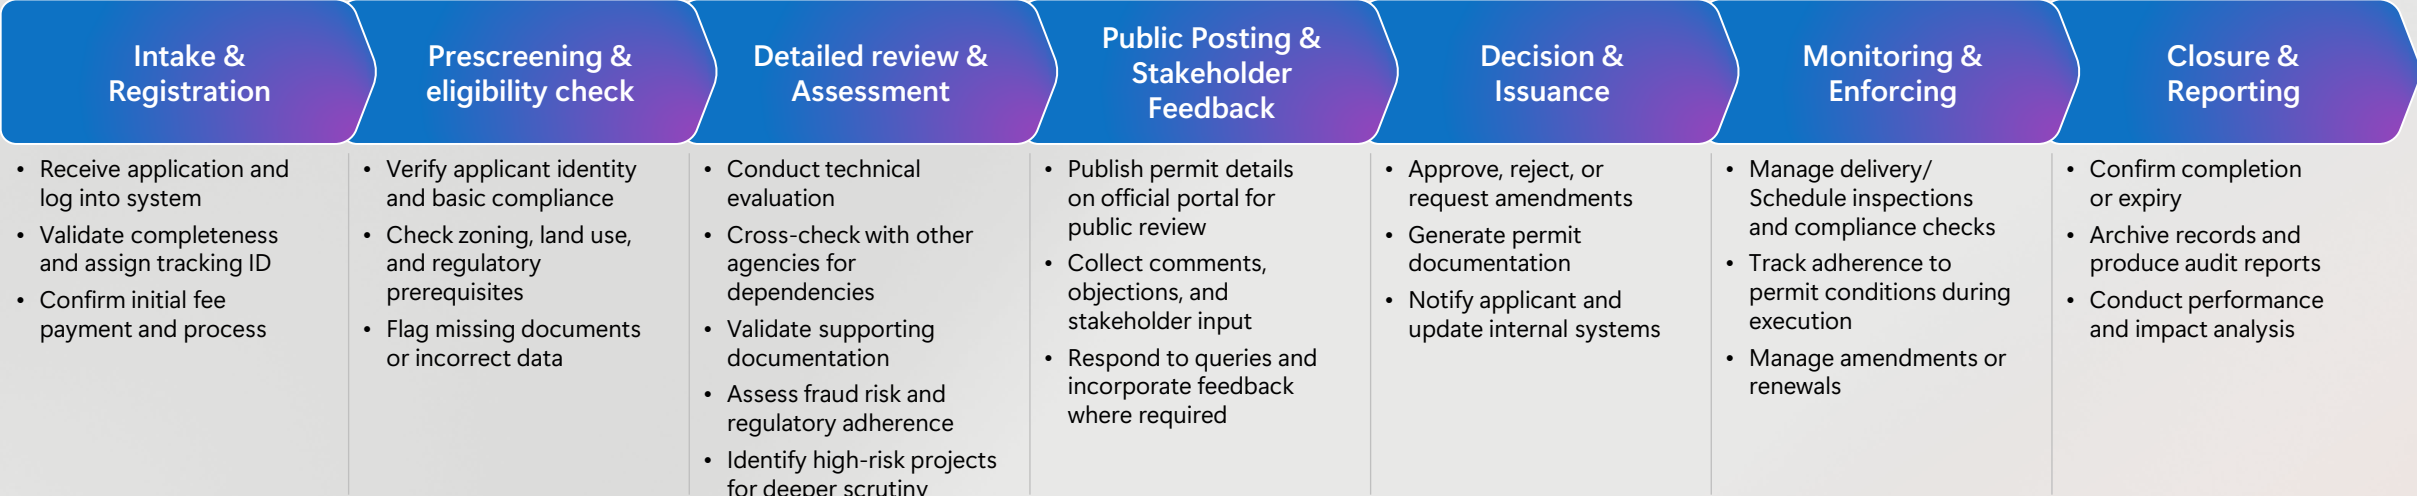 Intake &
Registration
Prescreening &
eligibility check
Detailed review &
Assessment
Public Posting &
Stakeholder
Feedback
Decision &
Issuance
Monitoring &
Enforcing
Closure &
Reporting
• Receive application and
log into system
• Validate completeness
and assign tracking ID
• Confirm initial fee
payment and process
• Verify applicant identity
and basic compliance
• Check zoning, land use,
and regulatory
prerequisites
• Flag missing documents
or incorrect data
• Conduct technical
evaluation
• Cross-check with other
agencies for
dependencies
• Validate supporting
documentation
• Assess fraud risk and
regulatory adherence
• Identify high-risk projects
for deeper scrutiny
• Publish permit details
on official portal for
public review
• Collect comments,
objections, and
stakeholder input
• Respond to queries and
incorporate feedback
where required
• Approve, reject, or
request amendments
• Generate permit
documentation
• Notify applicant and
update internal systems
• Manage delivery/
Schedule inspections
and compliance checks
• Track adherence to
permit conditions during
execution
• Manage amendments or
renewals
• Confirm completion
or expiry
• Archive records and
produce audit reports
• Conduct performance
and impact analysis